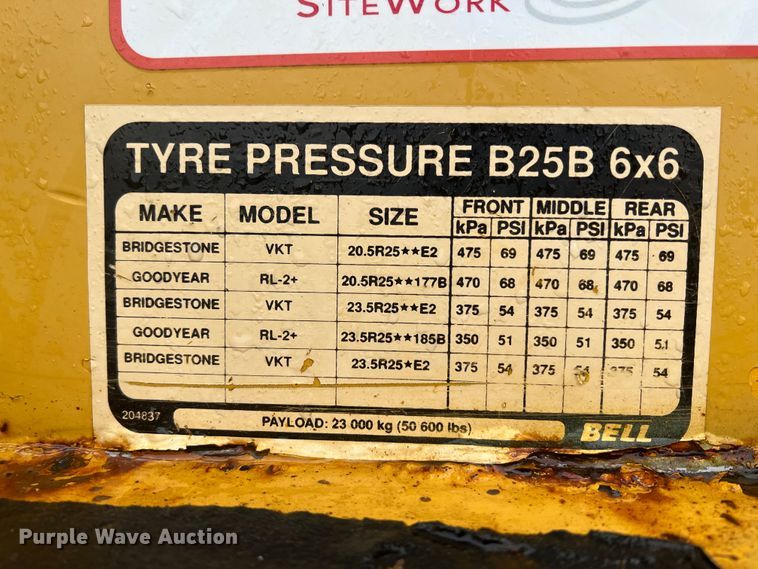 SITEWORK
TYRE PRESSURE B25B 6x6
MAKE MODEL SIZE FRONT MIDDLE REAR
kPa PSI kPa PSI kPa PSI
BRIDGESTONE VKT 20.5R25★★E2 475 69 475 69 475 69
GOODYEAR RL-2+ 20.5R25★★177B 470 68 470 68 470 68
BRIDGESTONE VKT 23.5R25★★E2 375 54 375 54 375 54
GOODYEAR RL-2+ 23.5R25★★185B 350 51 350 51 350 51
BRIDGESTONE VKT 23.5R25★E2 375 54 375 54 375 54
204837 PAYLOAD: 23 000 kg (50 600 lbs) BELL
Purple Wave Auction